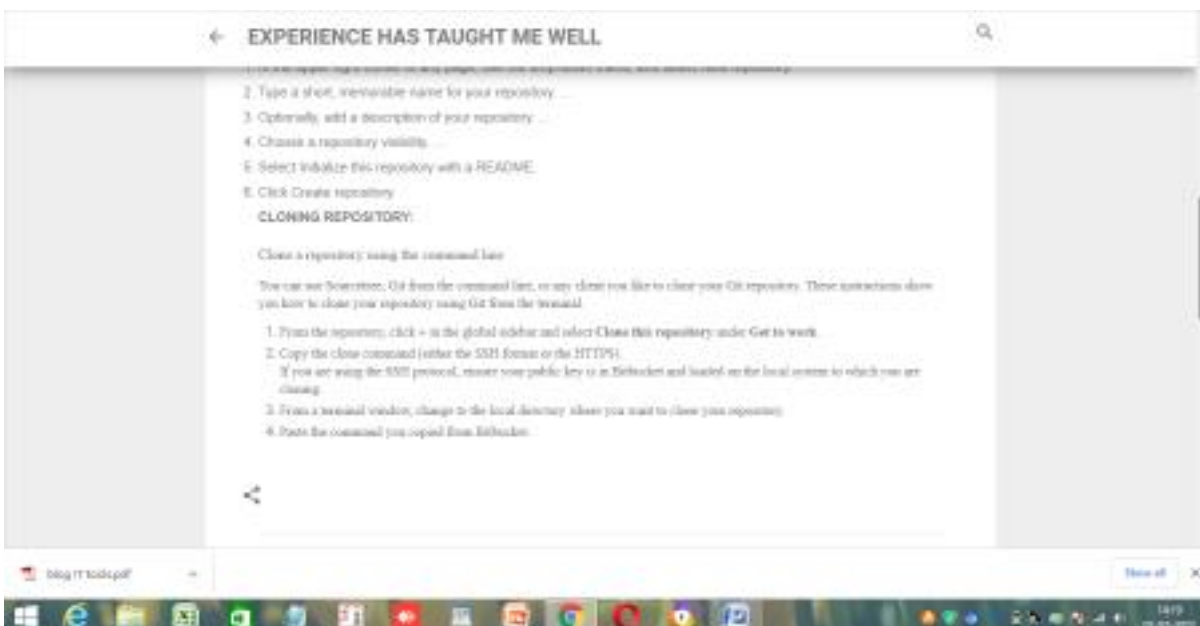 EXPERIENCE HAS TAUGHT ME WELL
2. Type a short, memorable name for your repository. ...
3. Optionally, add a description of your repository. ...
4. Choose a repository visibility. ...
5. Select Initialize this repository with a README.
6. Click Create repository
CLONING REPOSITORY:
Clone a repository using the command line
You can use Sourcetree, Git from the command line, or any client you like to clone your Git repository. These instructions show
you how to clone your repository using Git from the terminal.
1. From the repository, click + in the global sidebar and select Clone this repository under Get to work.
2. Copy the clone command (either the SSH format or the HTTPS).
If you are using the SSH protocol, ensure your public key is in Bitbucket and loaded on the local system to which you are
cloning.
3. From a terminal window, change to the local directory where you want to clone your repository.
4. Paste the command you copied from Bitbucket
blog IT tools.pdf
Show all